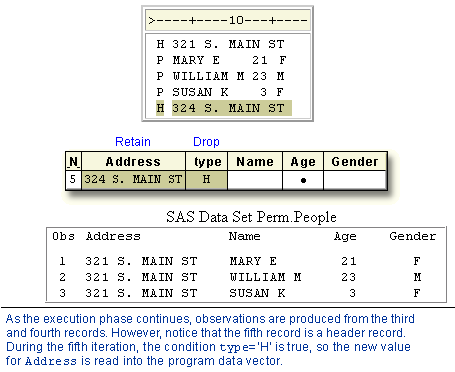 >----+----10---+----
H 321 S. MAIN ST
P MARY E    21  F
P WILLIAM M 23 M
P SUSAN K    3 F
H 324 S. MAIN ST
Retain Drop
N Address type Name Age Gender
5 324 S. MAIN ST H •
SAS Data Set Perm.People
Obs Address Name Age Gender
1 321 S. MAIN ST MARY E 21 F
2 321 S. MAIN ST WILLIAM M 23 M
3 321 S. MAIN ST SUSAN K 3 F
As the execution phase continues, observations are produced from the third
and fourth records. However, notice that the fifth record is a header record.
During the fifth iteration, the condition type='H' is true, so the new value
for Address is read into the program data vector.